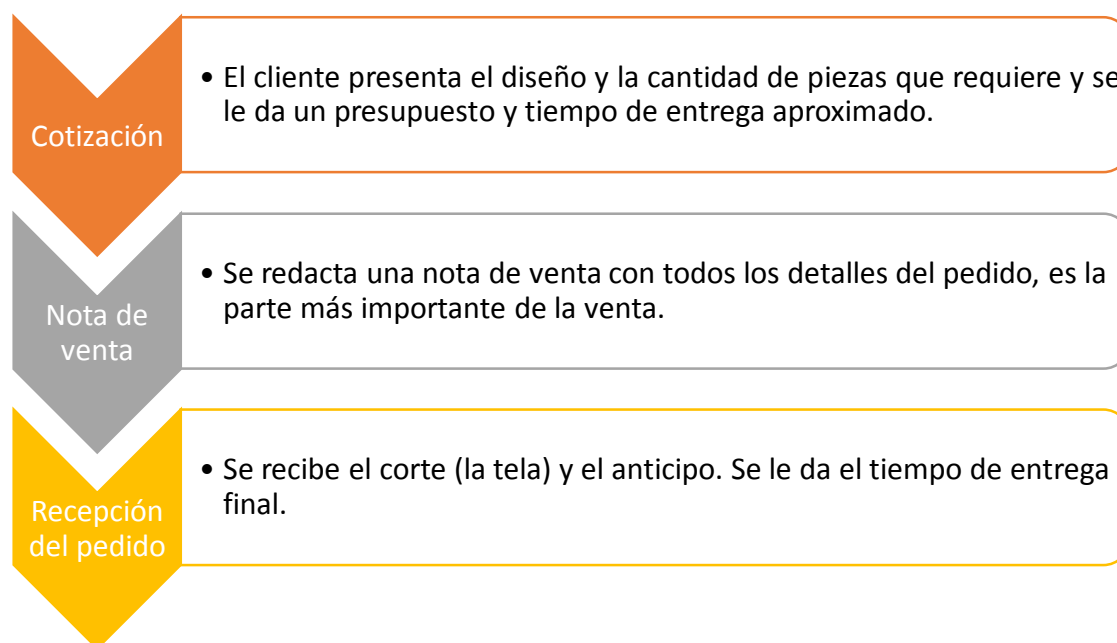 Cotización
• El cliente presenta el diseño y la cantidad de piezas que requiere y se
le da un presupuesto y tiempo de entrega aproximado.
Nota de
venta
• Se redacta una nota de venta con todos los detalles del pedido, es la
parte más importante de la venta.
Recepción
del pedido
• Se recibe el corte (la tela) y el anticipo. Se le da el tiempo de entrega
final.